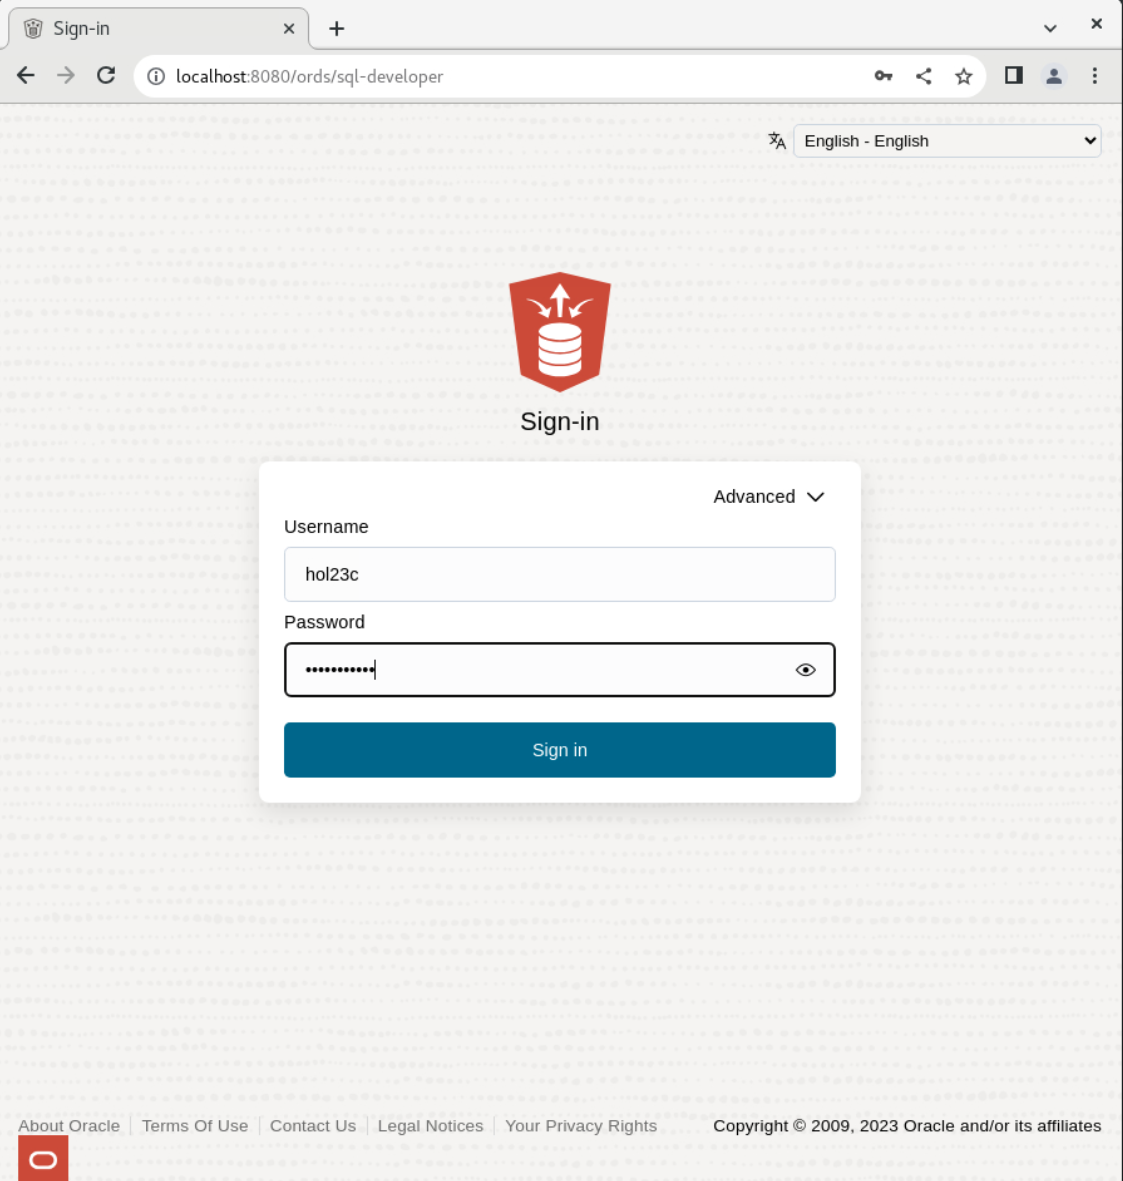 Sign-in
localhost:8080/ords/sql-developer
English - English
Sign-in
Advanced
Username
hol23c
Password
•••••••••••
Sign in
About Oracle Terms Of Use Contact Us Legal Notices Your Privacy Rights Copyright © 2009, 2023 Oracle and/or its affiliates